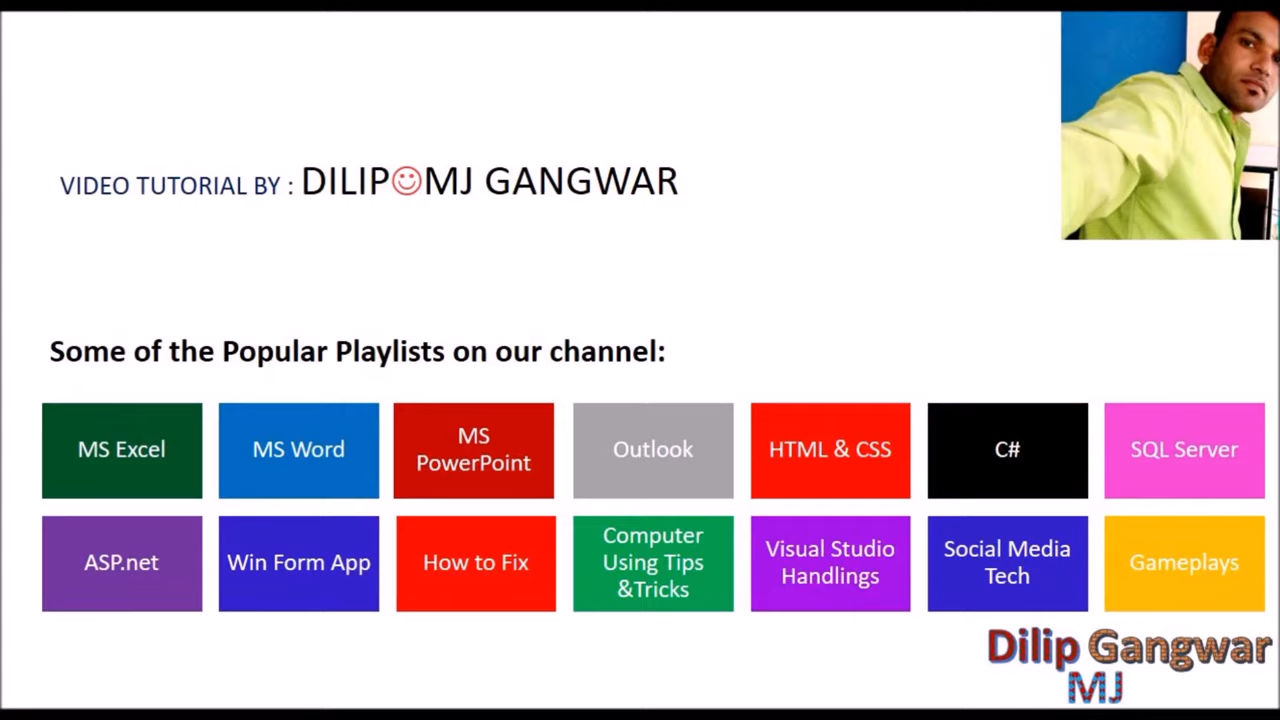 VIDEO TUTORIAL BY : DILIP☺MJ GANGWAR
Some of the Popular Playlists on our channel:
MS Excel
MS Word
MS
PowerPoint
Outlook
HTML & CSS
C#
SQL Server
ASP.net
Win Form App
How to Fix
Computer
Using Tips
&Tricks
Visual Studio
Handlings
Social Media
Tech
Gameplays
Dilip Gangwar
MJ